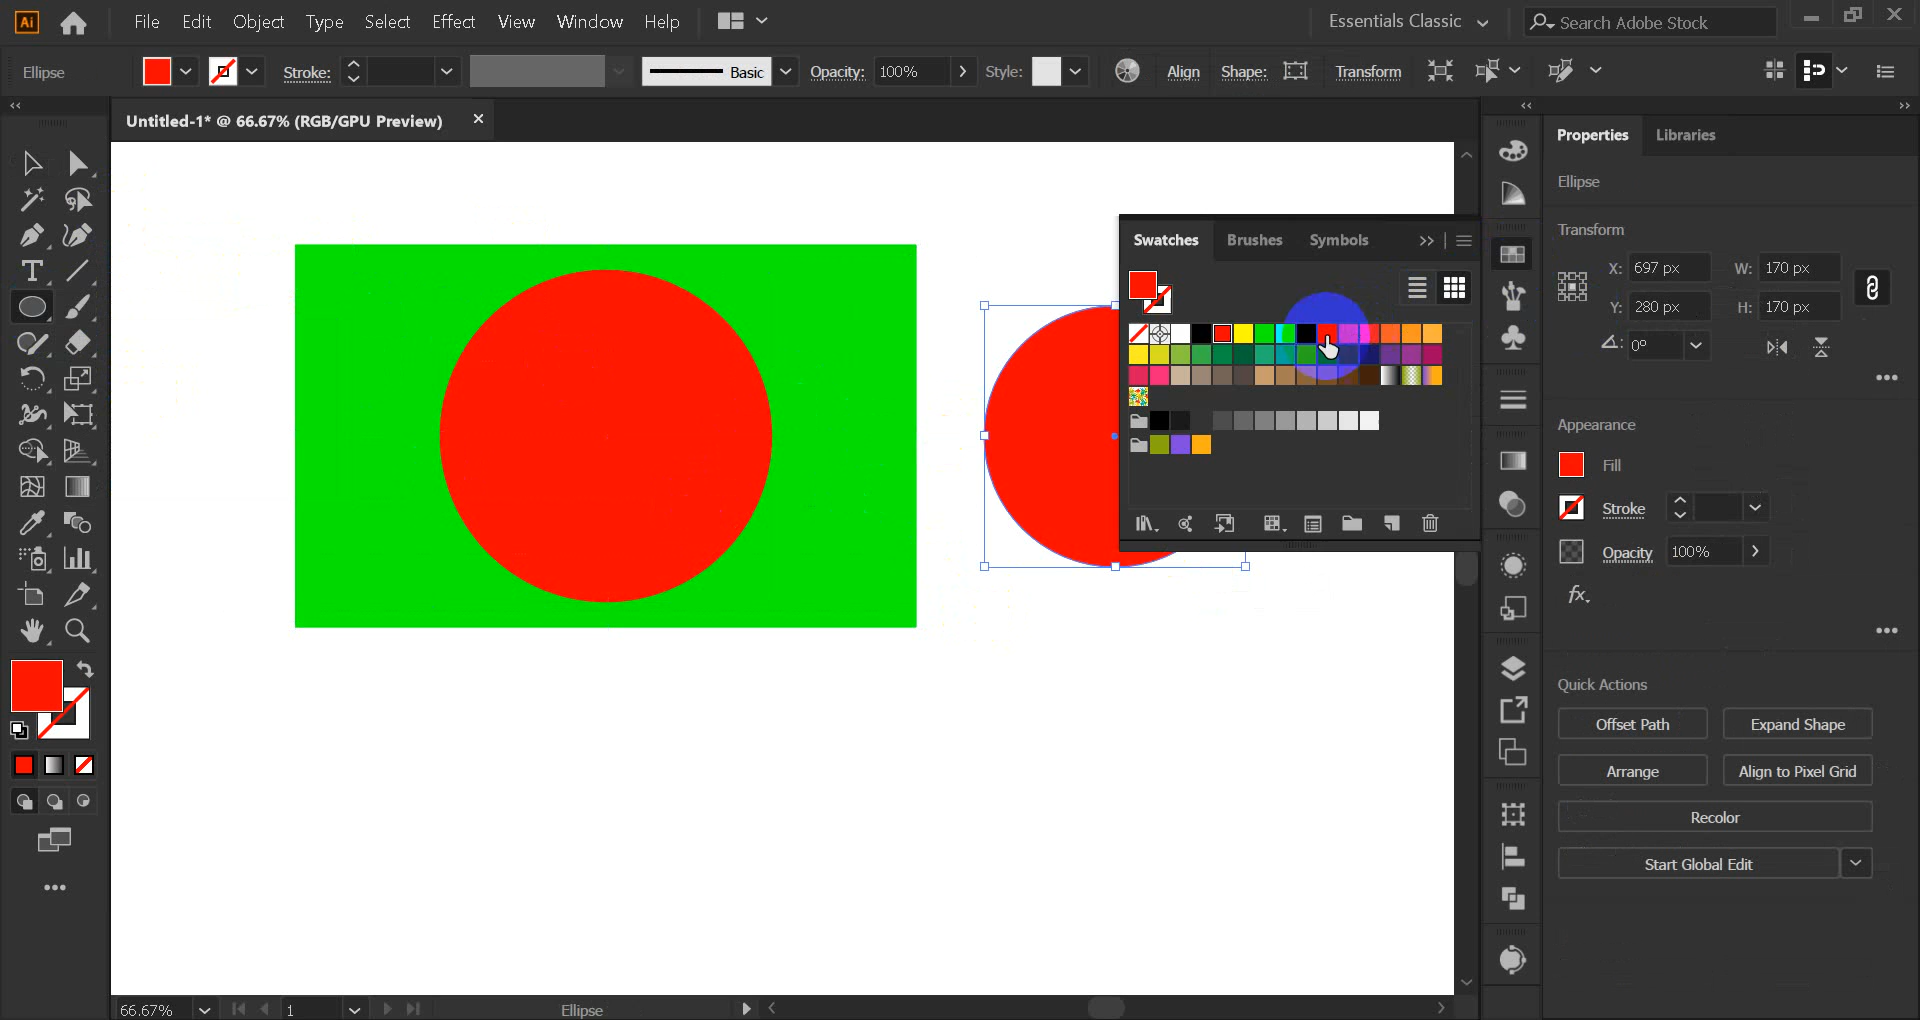 Ai File Edit Object Type Select Effect View Window Help Essentials Classic Search Adobe Stock
Ellipse Stroke: Basic Opacity: 100% Style: Align Shape: Transform
Untitled-1* @ 66.67% (RGB/GPU Preview)
Properties Libraries
Ellipse
Transform
X: 697 px W: 170 px
Y: 280 px H: 170 px
0°
Swatches Brushes Symbols
Appearance
Fill
Stroke
Opacity 100%
fx.
Quick Actions
Offset Path Expand Shape
Arrange Align to Pixel Grid
Recolor
Start Global Edit
66.67% 1 Ellipse